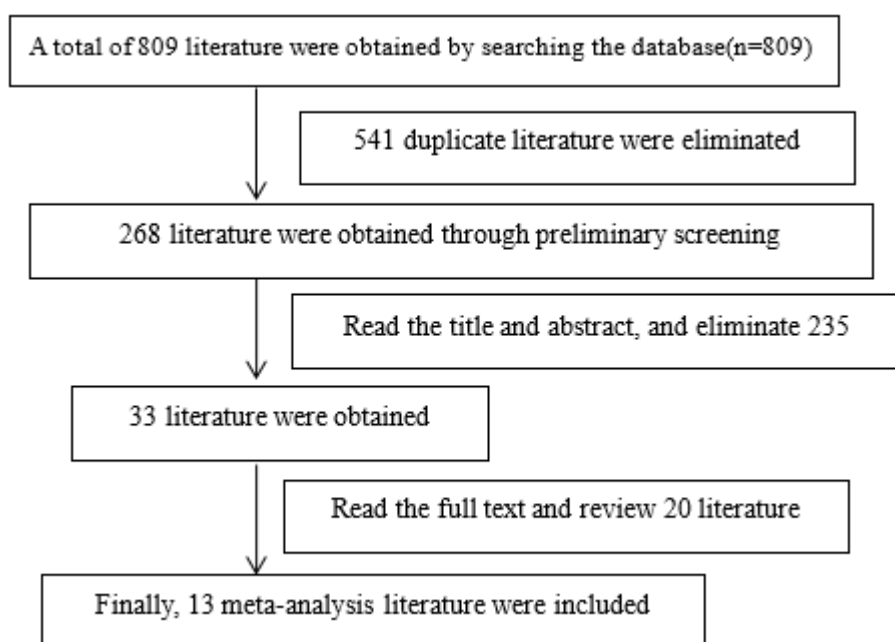 A total of 809 literature were obtained by searching the database(n=809)
541 duplicate literature were eliminated
268 literature were obtained through preliminary screening
Read the title and abstract, and eliminate 235
33 literature were obtained
Read the full text and review 20 literature
Finally, 13 meta-analysis literature were included